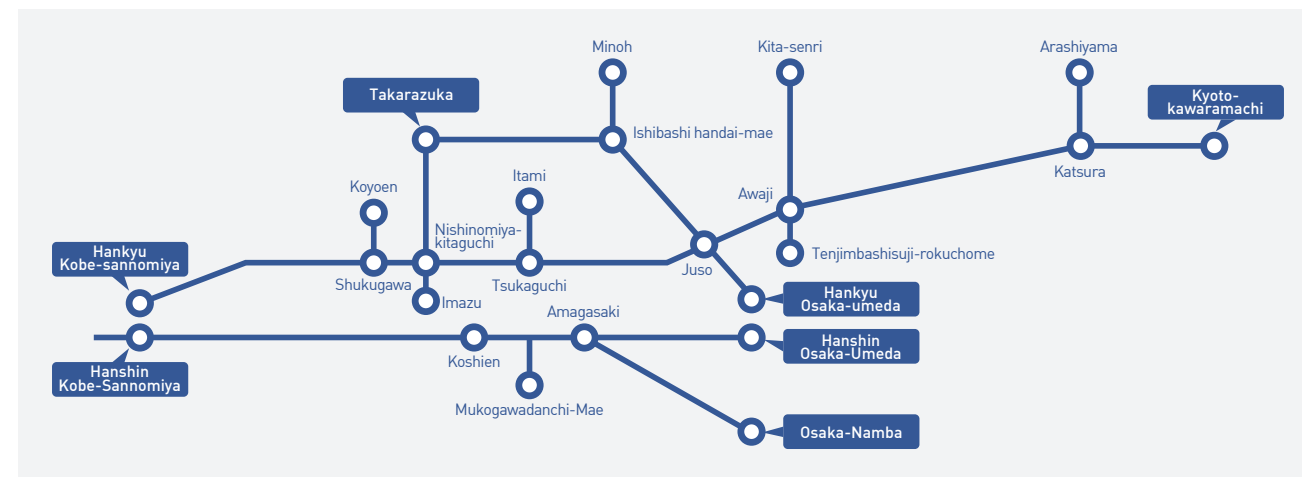 Minoh
Kita-senri
Arashiyama
Takarazuka
Kyoto-
kawaramachi
Ishibashi handai-mae
Katsura
Itami
Koyoen
Awaji
Nishinomiya-
kitaguchi
Hankyu
Kobe-sannomiya
Tenjimbashisuji-rokuchome
Juso
Shukugawa
Tsukaguchi
Imazu
Hankyu
Osaka-umeda
Amagasaki
Hanshin
Osaka-Umeda
Koshien
Hanshin
Kobe-Sannomiya
Mukogawadanchi-Mae
Osaka-Namba